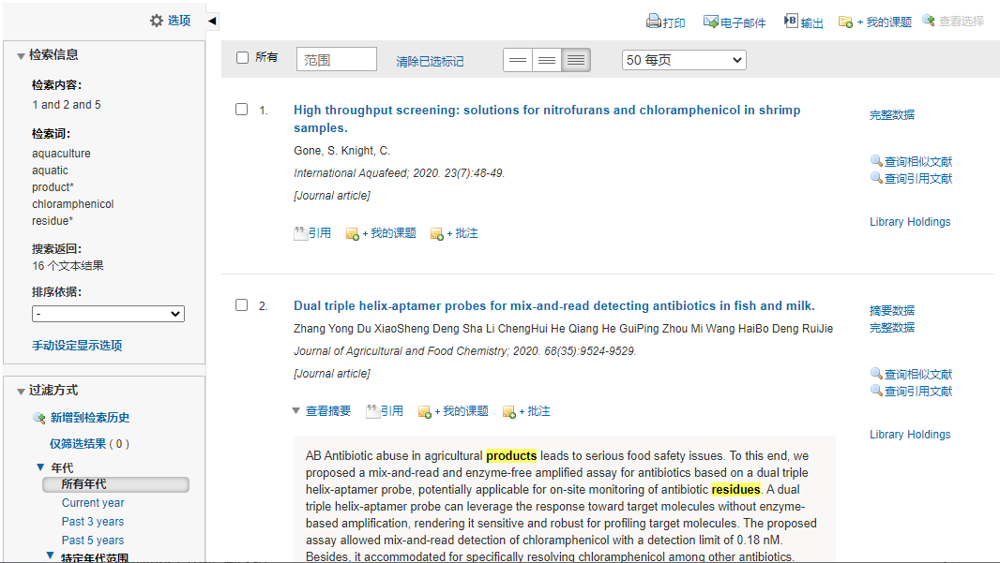 选项
打印 电子邮件 输出 + 我的课题 查看选择
检索信息
检索内容:
1 and 2 and 5
检索词:
aquaculture
aquatic
product*
chloramphenicol
residue*
搜索返回:
16 个文本结果
排序依据:
-
手动设定显示选项
过滤方式
新增到检索历史
仅筛选结果 ( 0 )
年代
所有年代
Current year
Past 3 years
Past 5 years
特定年代范围
所有 范围 清除已选标记 50 每页
1. High throughput screening: solutions for nitrofurans and chloramphenicol in shrimp
samples.
Gone, S. Knight, C.
International Aquafeed; 2020. 23(7):48-49.
[Journal article]
引用 + 我的课题 + 批注
完整数据
查询相似文献
查询引用文献
Library Holdings
2. Dual triple helix-aptamer probes for mix-and-read detecting antibiotics in fish and milk.
Zhang Yong Du XiaoSheng Deng Sha Li ChengHui He Qiang He GuiPing Zhou Mi Wang HaiBo Deng RuiJie
Journal of Agricultural and Food Chemistry; 2020. 68(35):9524-9529.
[Journal article]
查看摘要 引用 + 我的课题 + 批注
摘要数据
完整数据
查询相似文献
查询引用文献
Library Holdings
AB Antibiotic abuse in agricultural products leads to serious food safety issues. To this end, we
proposed a mix-and-read and enzyme-free amplified assay for antibiotics based on a dual triple
helix-aptamer probe, potentially applicable for on-site monitoring of antibiotic residues. A dual
triple helix-aptamer probe can leverage the response toward target molecules without enzyme-
based amplification, rendering it sensitive and robust for profiling target molecules. The proposed
assay allowed mix-and-read detection of chloramphenicol with a detection limit of 0.18 nM.
Besides, it accommodated for specifically resolving chloramphenicol among other antibiotics.